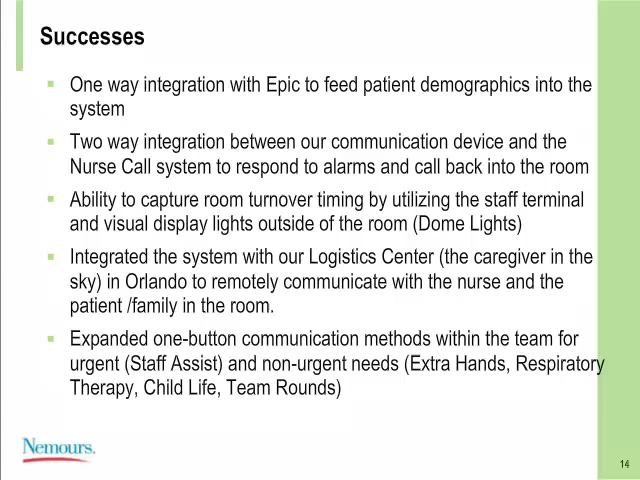 Successes
One way integration with Epic to feed patient demographics into the
system
Two way integration between our communication device and the
Nurse Call system to respond to alarms and call back into the room
Ability to capture room turnover timing by utilizing the staff terminal
and visual display lights outside of the room (Dome Lights)
Integrated the system with our Logistics Center (the caregiver in the
sky) in Orlando to remotely communicate with the nurse and the
patient /family in the room.
Expanded one-button communication methods within the team for
urgent (Staff Assist) and non-urgent needs (Extra Hands, Respiratory
Therapy, Child Life, Team Rounds)
Nemours.
14